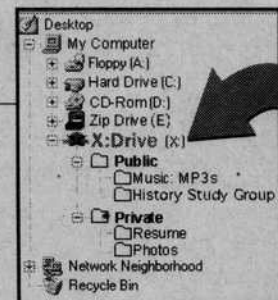 Desktop
My Computer
Floppy (A:)
Hard Drive (C:)
CD-Rom (D:)
Zip Drive (E)
X:Drive (X:)
Public
Music: MP3s
History Study Group
Private
Resume
Photos
Network Neighborhood
Recycle Bin